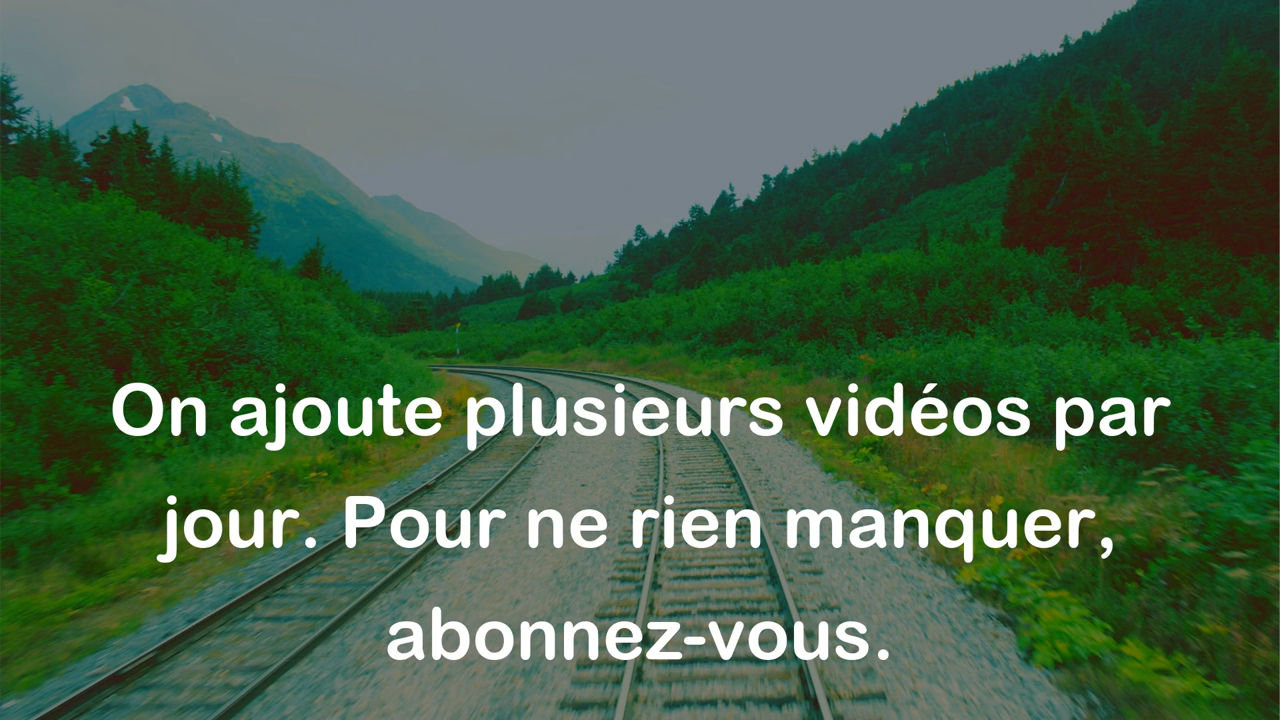 On ajoute plusieurs vidéos par
jour. Pour ne rien manquer,
abonnez-vous.